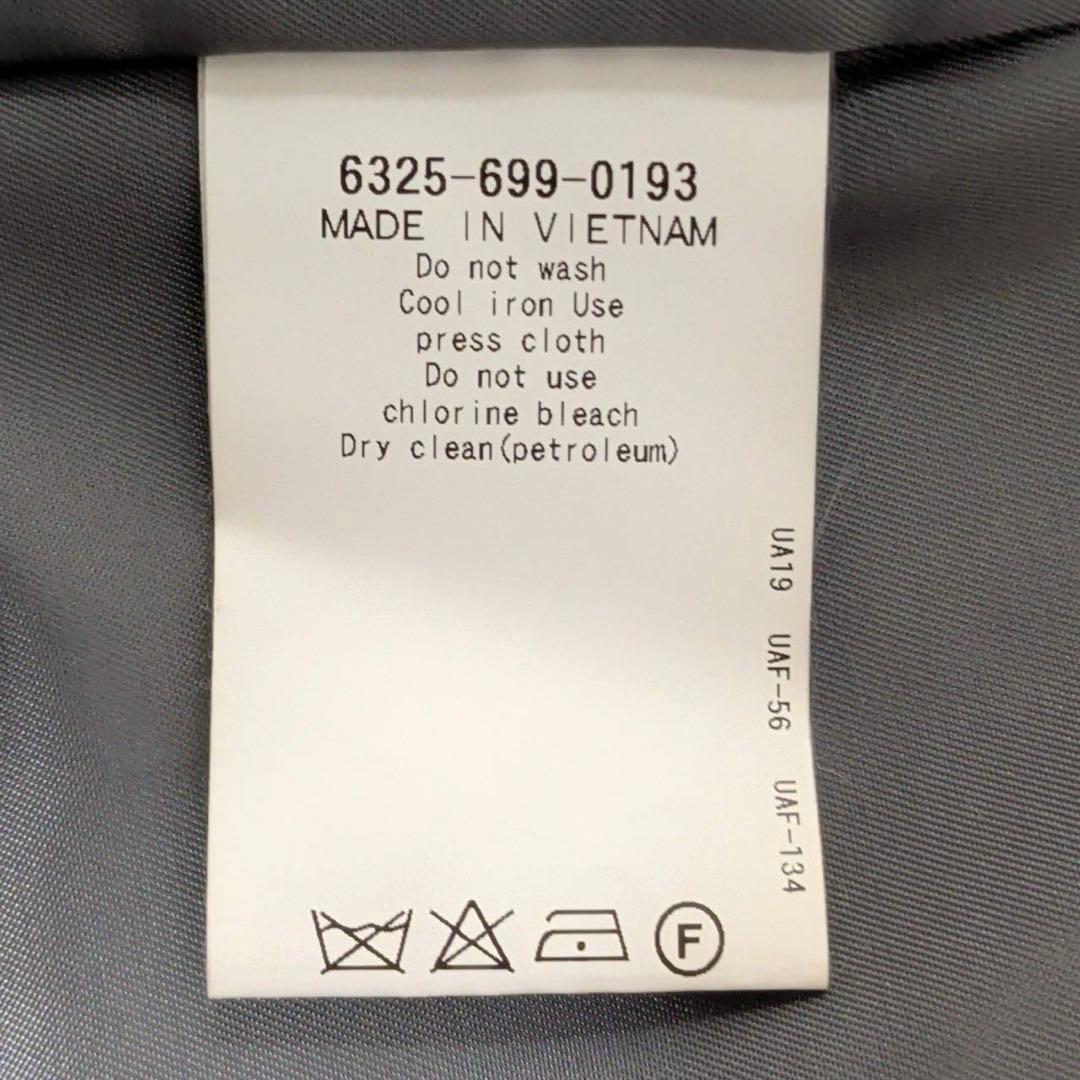 6325-699-0193
MADE IN VIETNAM
Do not wash
Cool iron Use
press cloth
Do not use
chlorine bleach
Dry clean(petroleum)
UA19 UAF-56 UAF-134
F